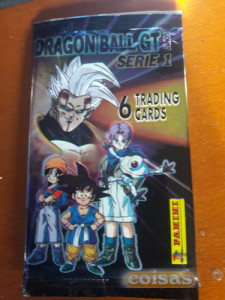 DRAGON BALL GT
SERIE 1
6 TRADING
CARDS
PANINI
coisas